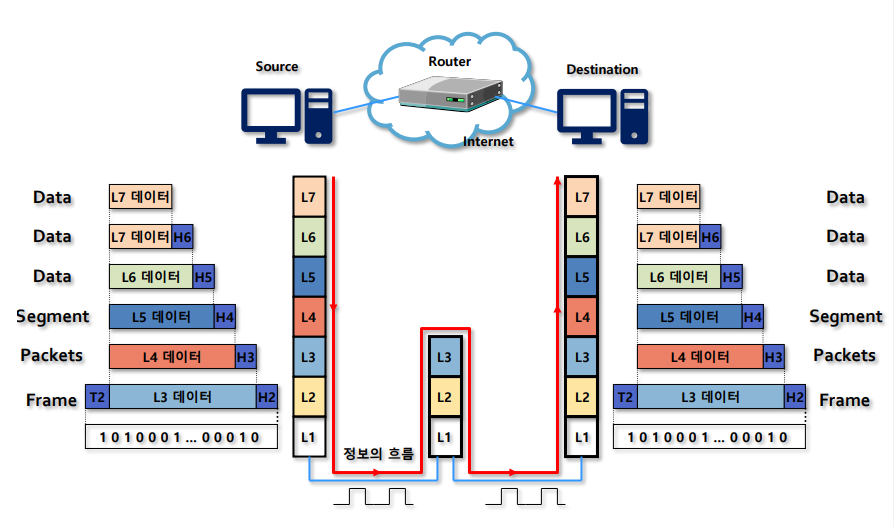 Source
Router
Destination
Internet
Data
L7 데이터
Data
L7 데이터 H6
Data
L6 데이터 H5
Segment
L5 데이터 H4
Packets
L4 데이터 H3
Frame
T2 L3 데이터 H2
1 0 1 0 0 0 1 ... 0 0 0 1 0
L7
L6
L5
L4
L3
L2
L1
정보의 흐름
L3
L2
L1
L7
L6
L5
L4
L3
L2
L1
L7 데이터
Data
L7 데이터 H6
Data
L6 데이터 H5
Data
L5 데이터 H4
Segment
L4 데이터 H3
Packets
T2 L3 데이터 H2
Frame
1 0 1 0 0 0 1 ... 0 0 0 1 0